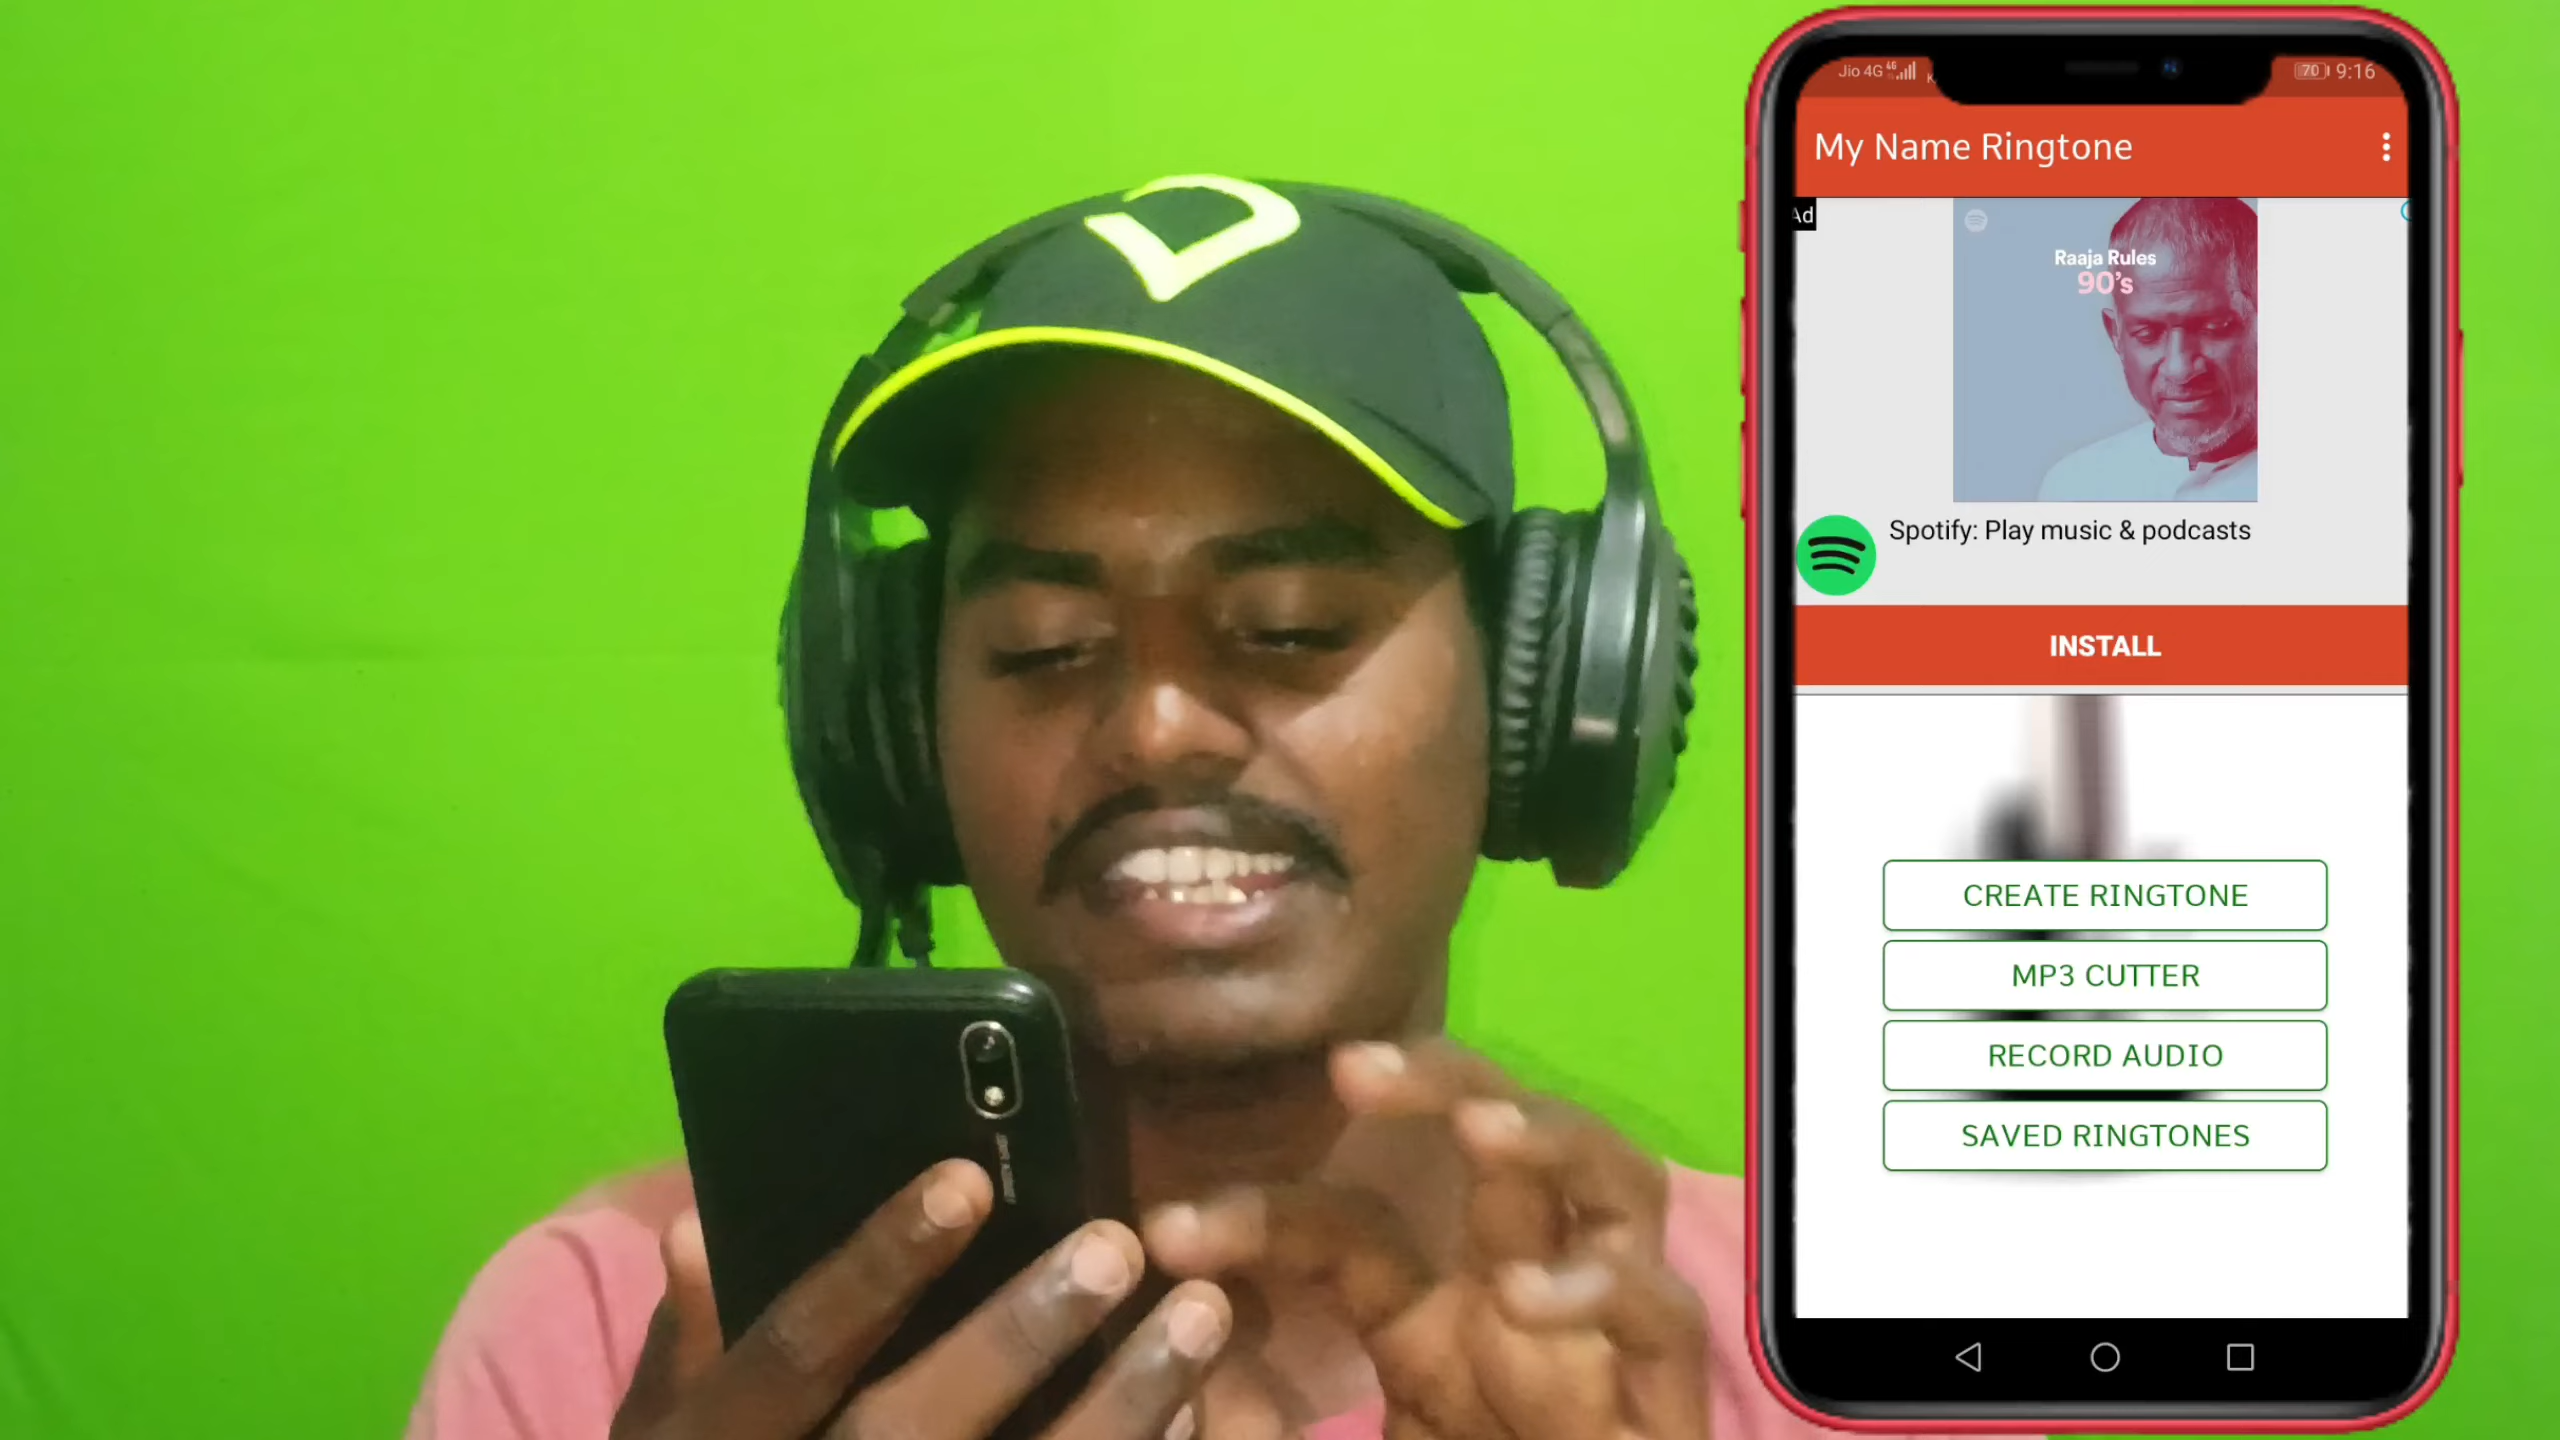 Jio 4G 4G
70 9:16
My Name Ringtone
Ad
Raaja Rules
90's
Spotify: Play music & podcasts
INSTALL
CREATE RINGTONE
MP3 CUTTER
RECORD AUDIO
SAVED RINGTONES